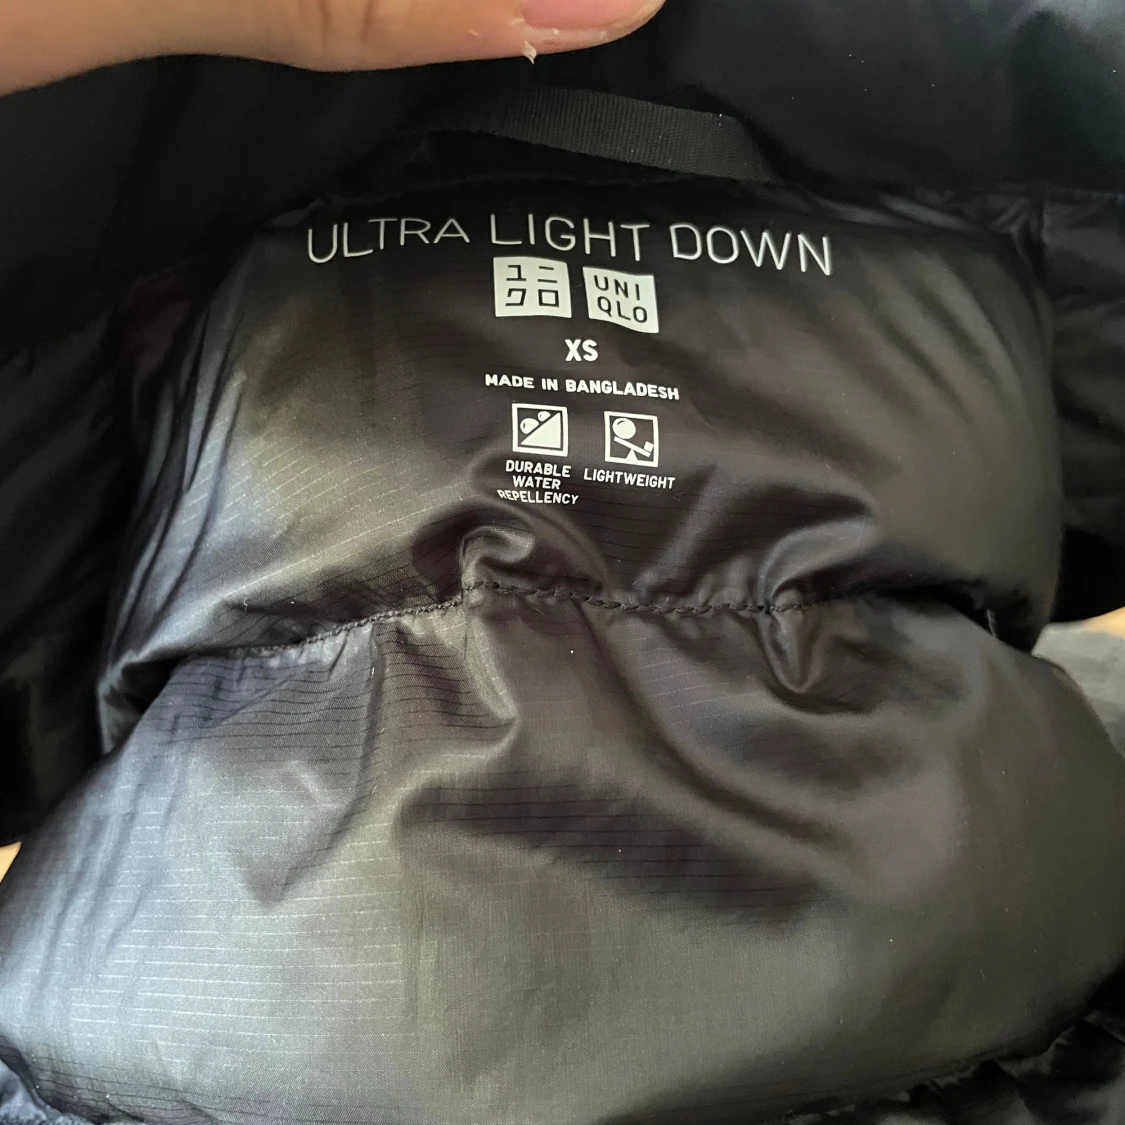 ULTRA LIGHT DOWN
ユニ
クロ
UNI
QLO
XS
MADE IN BANGLADESH
DURABLE
WATER
REPELLENCY
LIGHTWEIGHT